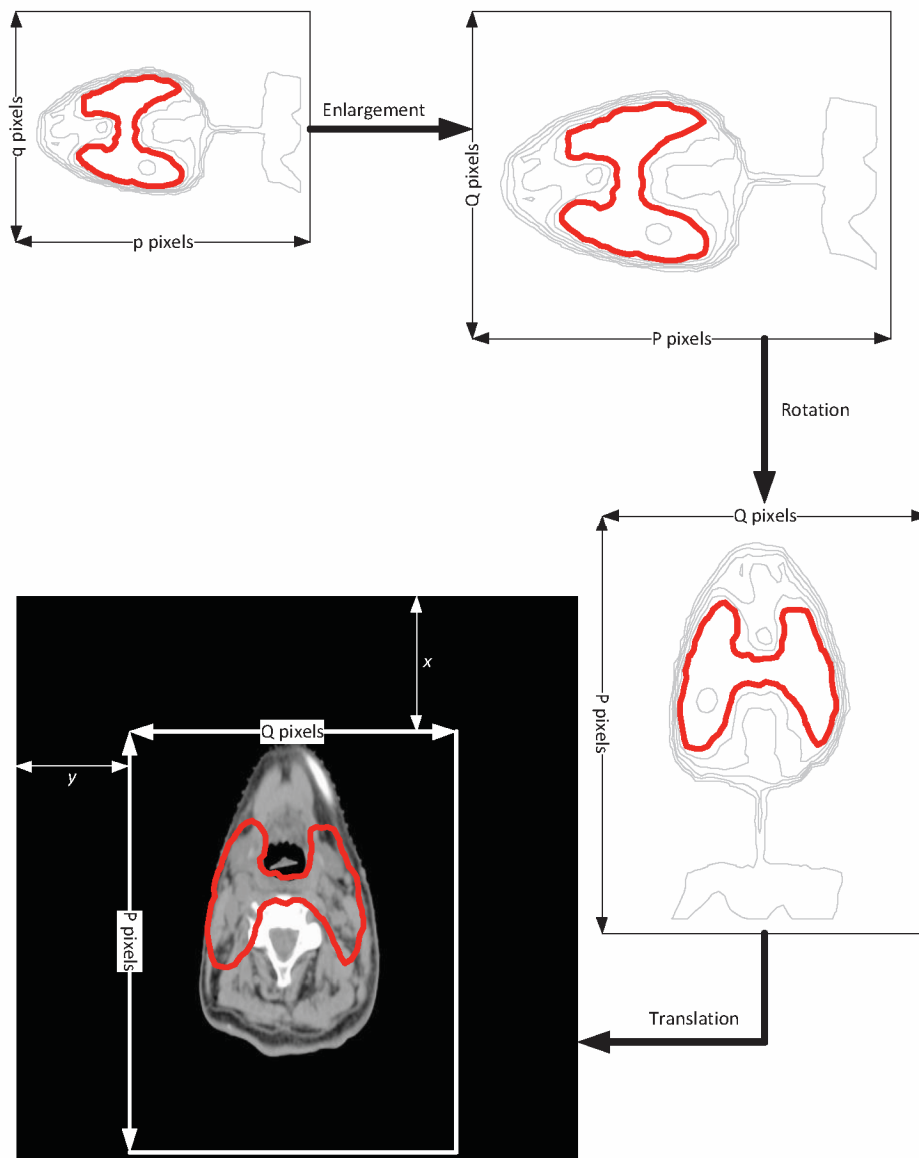 q pixels
p pixels
Enlargement
Q pixels
P pixels
Rotation
Q pixels
P pixels
x
Q pixels
y
P pixels
Translation